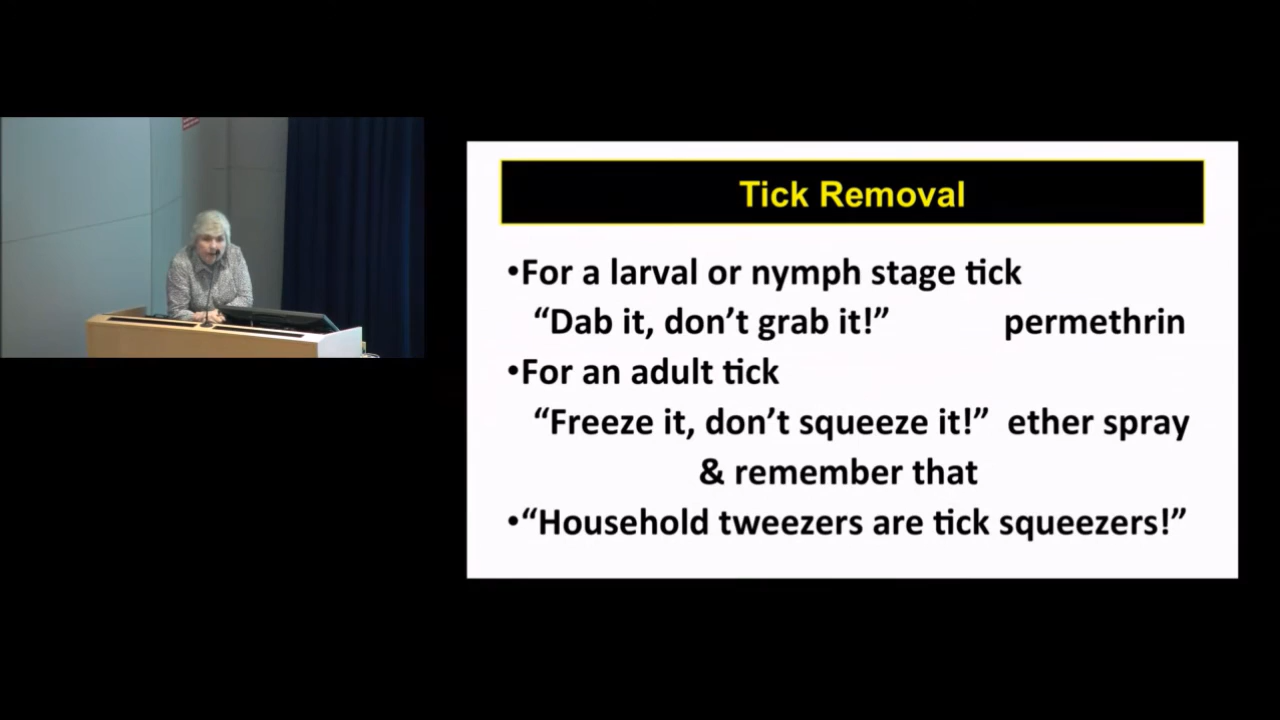 Tick Removal
•For a larval or nymph stage tick
“Dab it, don’t grab it!” permethrin
•For an adult tick
“Freeze it, don’t squeeze it!” ether spray
& remember that
•“Household tweezers are tick squeezers!”